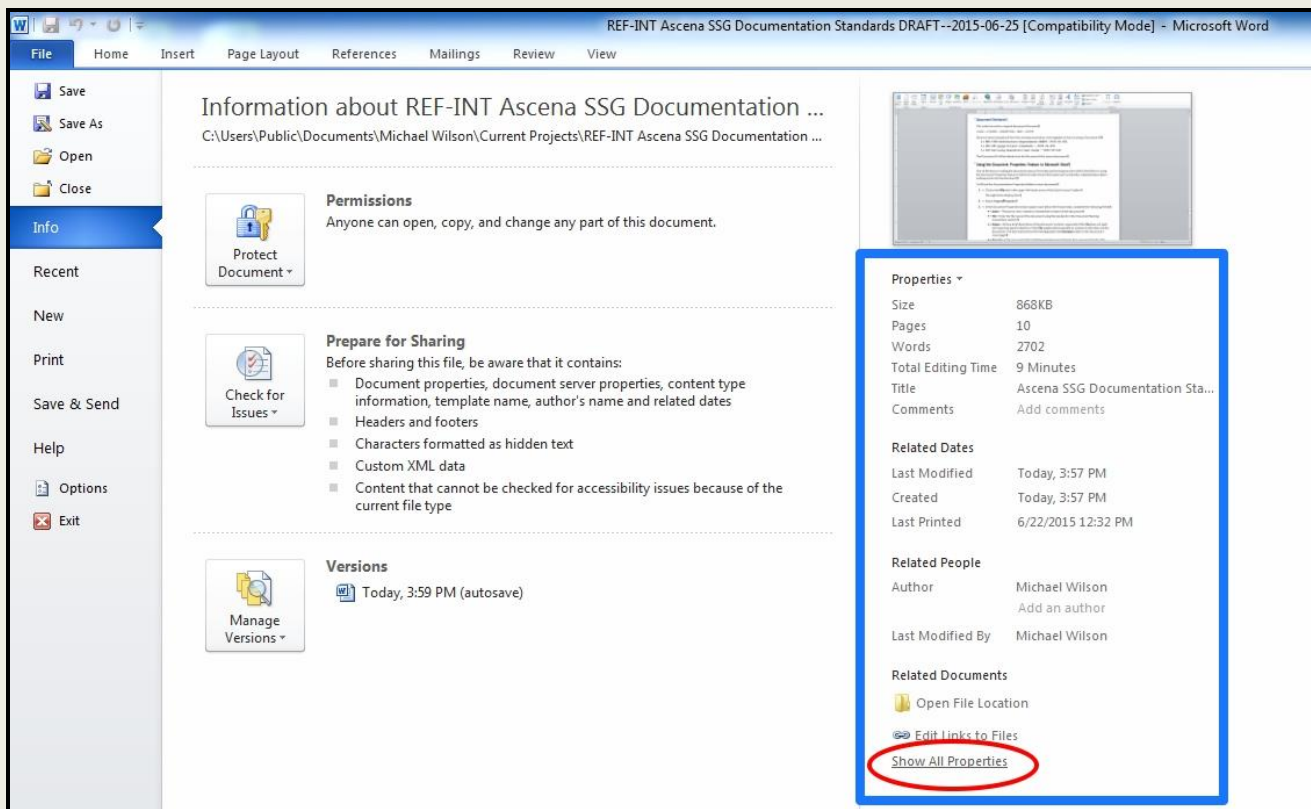 REF-INT Ascena SSG Documentation Standards DRAFT--2015-06-25 [Compatibility Mode] - Microsoft Word
File Home Insert Page Layout References Mailings Review View
Save
Save As
Open
Close
Info
Recent
New
Print
Save & Send
Help
Options
Exit
Information about REF-INT Ascena SSG Documentation ...
C:\Users\Public\Documents\Michael Wilson\Current Projects\REF-INT Ascena SSG Documentation ...
Protect
Document
Permissions
Anyone can open, copy, and change any part of this document.
Check for
Issues
Prepare for Sharing
Before sharing this file, be aware that it contains:
Document properties, document server properties, content type
information, template name, author's name and related dates
Headers and footers
Characters formatted as hidden text
Custom XML data
Content that cannot be checked for accessibility issues because of the
current file type
Manage
Versions
Versions
Today, 3:59 PM (autosave)
Properties
Size 868KB
Pages 10
Words 2702
Total Editing Time 9 Minutes
Title Ascena SSG Documentation Sta...
Comments Add comments
Related Dates
Last Modified Today, 3:57 PM
Created Today, 3:57 PM
Last Printed 6/22/2015 12:32 PM
Related People
Author Michael Wilson
Add an author
Last Modified By Michael Wilson
Related Documents
Open File Location
Edit Links to Files
Show All Properties